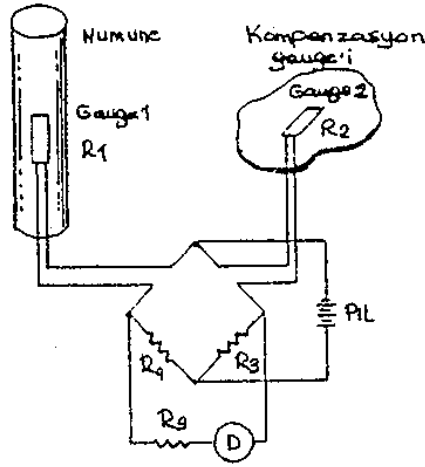 Numune
Kompanzasyon
gauge'i
Gauge 1
R1
Gauge 2
R2
PIL
R4
R3
Rg
D